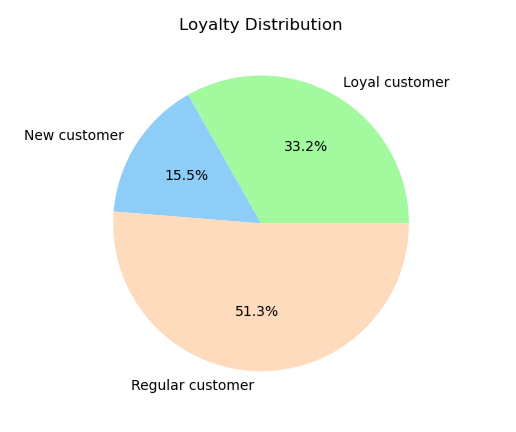 Loyalty Distribution
Loyal customer
33.2%
New customer
15.5%
51.3%
Regular customer